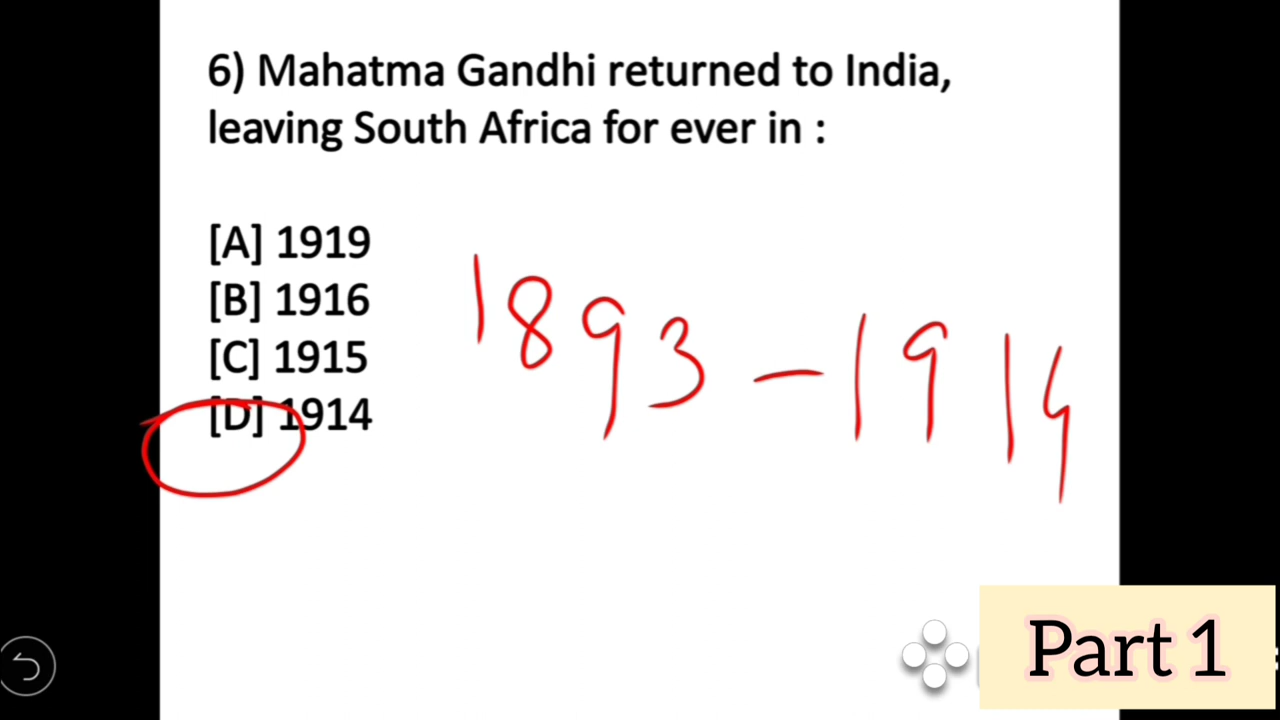 6) Mahatma Gandhi returned to India,
leaving South Africa for ever in :
[A] 1919
[B] 1916
[C] 1915
[D] 1914
1893 – 1914
Part 1